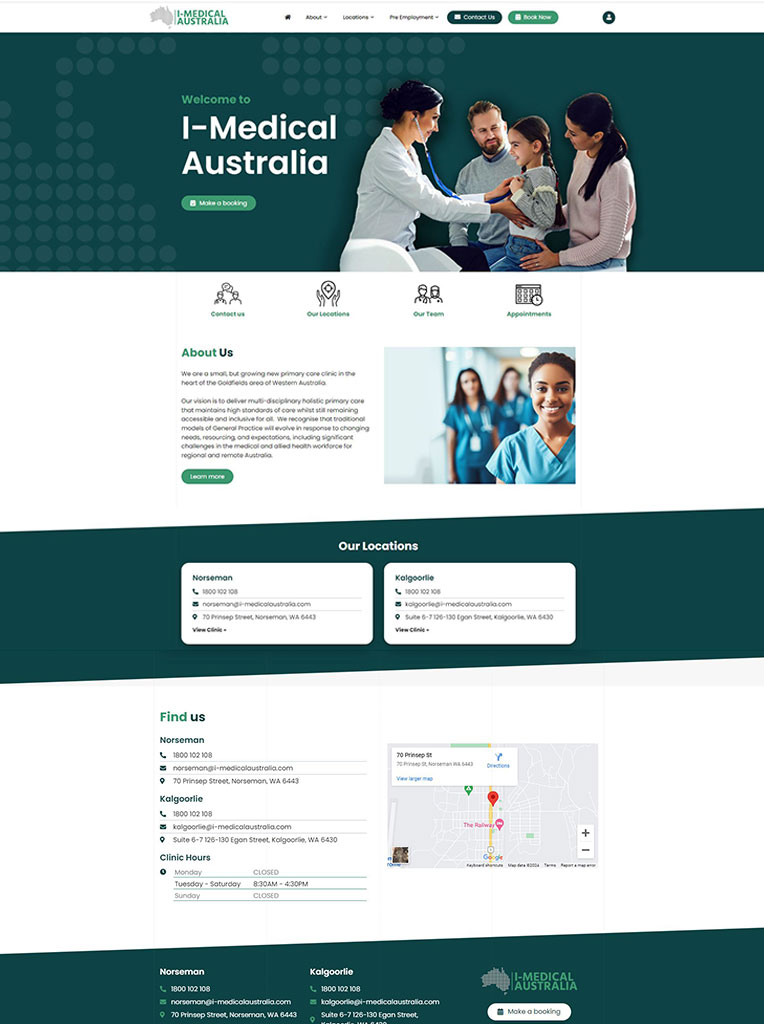 I-MEDICAL
AUSTRALIA
About
Locations
Pre Employment
Contact Us
Book Now
Welcome to
I-Medical
Australia
Make a booking
Contact us
Our Locations
Our Team
Appointments
About Us
We are a small, but growing new primary care clinic in the
heart of the Goldfields area of Western Australia.
Our vision is to deliver multi-disciplinary holistic primary care
that maintains high standards of care whilst still remaining
accessible and inclusive for all. We recognise that traditional
models of General Practice will evolve in response to changing
needs, resourcing, and expectations, including significant
challenges in the medical and allied health workforce for
regional and remote Australia.
Learn more
Our Locations
Norseman
1800 102 108
norseman@i-medicalaustralia.com
70 Prinsep Street, Norseman, WA 6443
View Clinic »
Kalgoorlie
1800 102 108
kalgoorlie@i-medicalaustralia.com
Suite 6-7 126-130 Egan Street, Kalgoorlie, WA 6430
View Clinic »
Find us
Norseman
1800 102 108
norseman@i-medicalaustralia.com
70 Prinsep Street, Norseman, WA 6443
Kalgoorlie
1800 102 108
kalgoorlie@i-medicalaustralia.com
Suite 6-7 126-130 Egan Street, Kalgoorlie, WA 6430
Clinic Hours
Monday CLOSED
Tuesday - Saturday 8:30AM - 4:30PM
Sunday CLOSED
70 Prinsep St
70 Prinsep St, Norseman WA 6443
Directions
View larger map
The Railway
Google
Keyboard shortcuts
Map data ©2024
Terms
Report a map error
Norseman
1800 102 108
norseman@i-medicalaustralia.com
70 Prinsep Street, Norseman, WA 6443
Kalgoorlie
1800 102 108
kalgoorlie@i-medicalaustralia.com
Suite 6-7 126-130 Egan Street,
Kalgoorlie, WA 6430
I-MEDICAL
AUSTRALIA
Make a booking